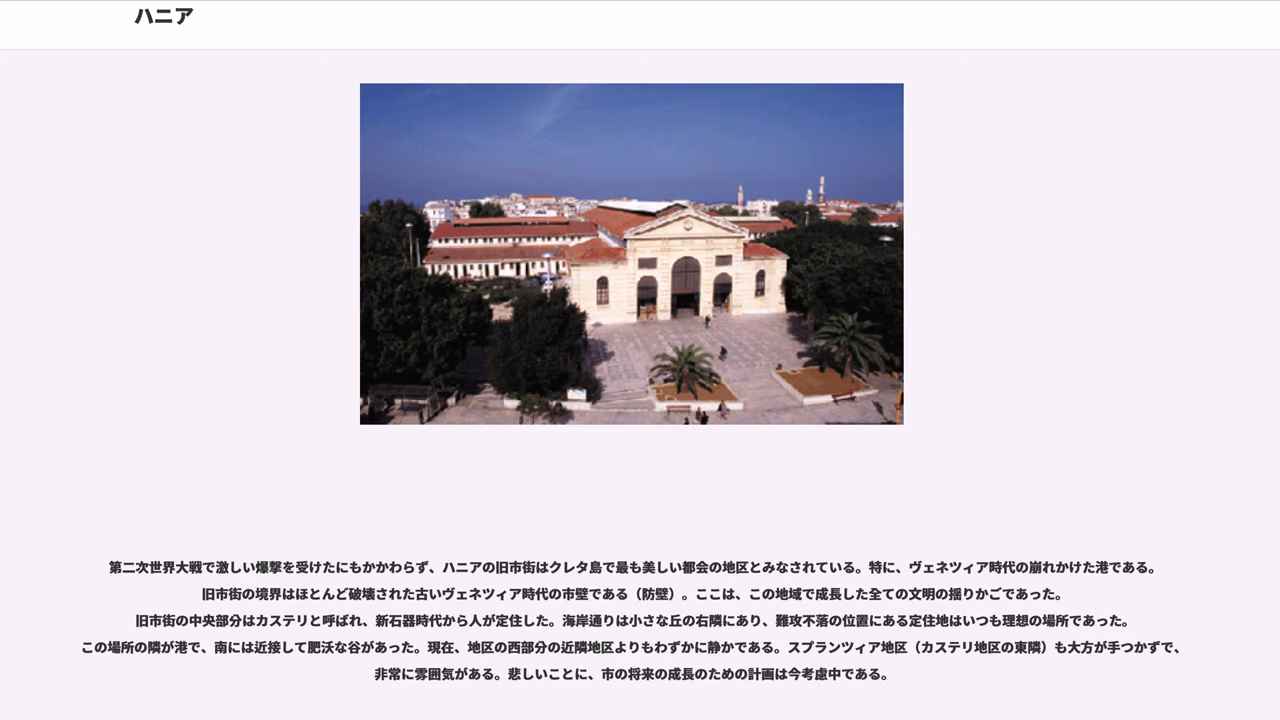 ハニア
第二次世界大戦で激しい爆撃を受けたにもかかわらず、ハニアの旧市街はクレタ島で最も美しい都会の地区とみなされている。特に、ヴェネツィア時代の崩れかけた港である。
旧市街の境界はほとんど破壊された古いヴェネツィア時代の市壁である（防壁）。ここは、この地域で成長した全ての文明の揺りかごであった。
旧市街の中央部分はカステリと呼ばれ、新石器時代から人が定住した。海岸通りは小さな丘の右隣にあり、難攻不落の位置にある定住地はいつも理想の場所であった。
この場所の隣が港で、南には近接して肥沃な谷があった。現在、地区の西部分の近隣地区よりもわずかに静かである。スプランツィア地区（カステリ地区の東隣）も大方が手つかずで、
非常に雰囲気がある。悲しいことに、市の将来の成長のための計画は今考慮中である。